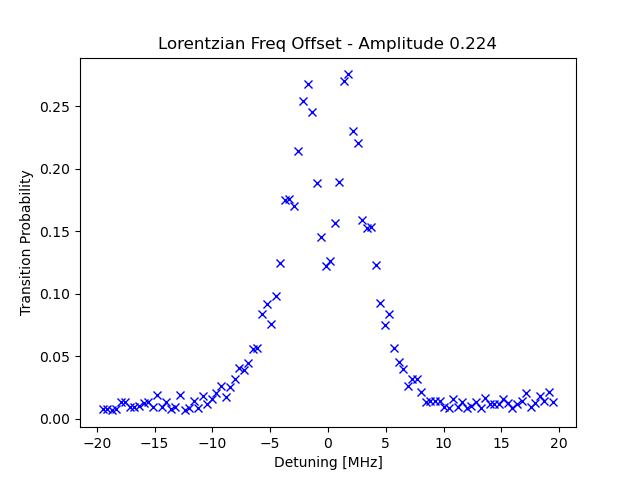 Lorentzian Freq Offset - Amplitude 0.224
Transition Probability
0.25
0.20
0.15
0.10
0.05
0.00
−20 −15 −10 −5 0 5 10 15 20
Detuning [MHz]